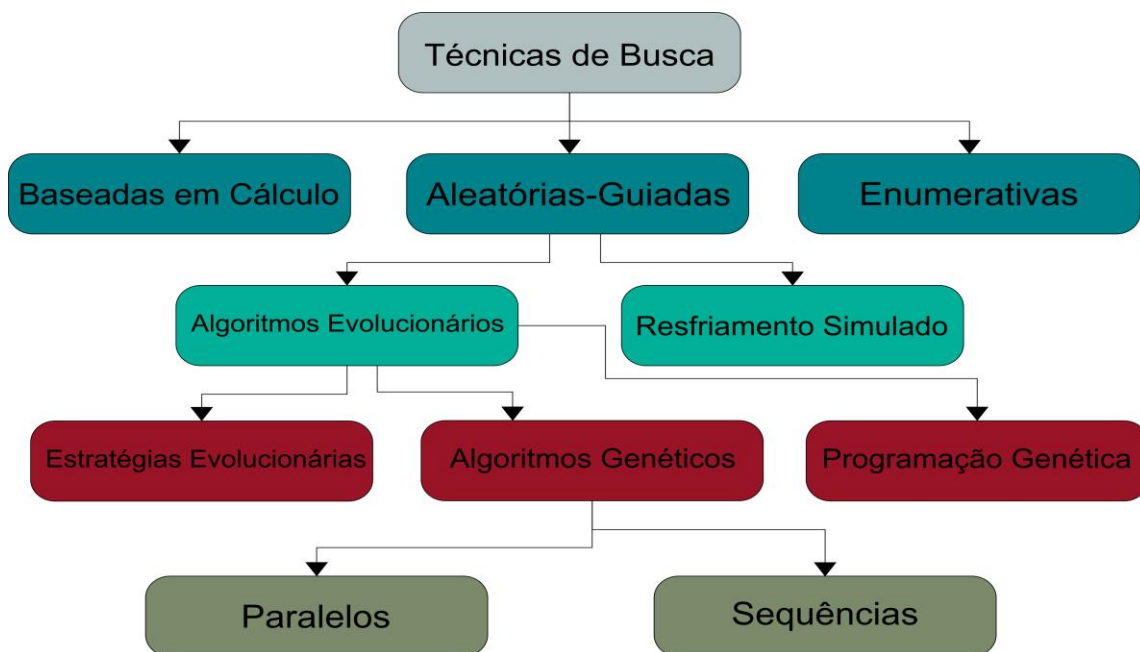 Técnicas de Busca
Baseadas em Cálculo
Aleatórias-Guiadas
Enumerativas
Algoritmos Evolucionários
Resfriamento Simulado
Estratégias Evolucionárias
Algoritmos Genéticos
Programação Genética
Paralelos
Sequências